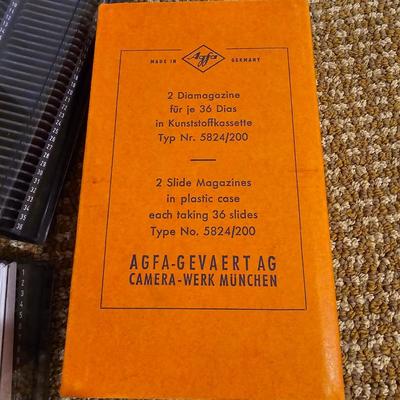 MADE IN Agfa GERMANY
2 Diamagazine
für je 36 Dias
in Kunststoffkassette
Typ Nr. 5824/200
2 Slide Magazines
in plastic case
each taking 36 slides
Type No. 5824/200
AGFA-GEVAERT AG
CAMERA-WERK MÜNCHEN